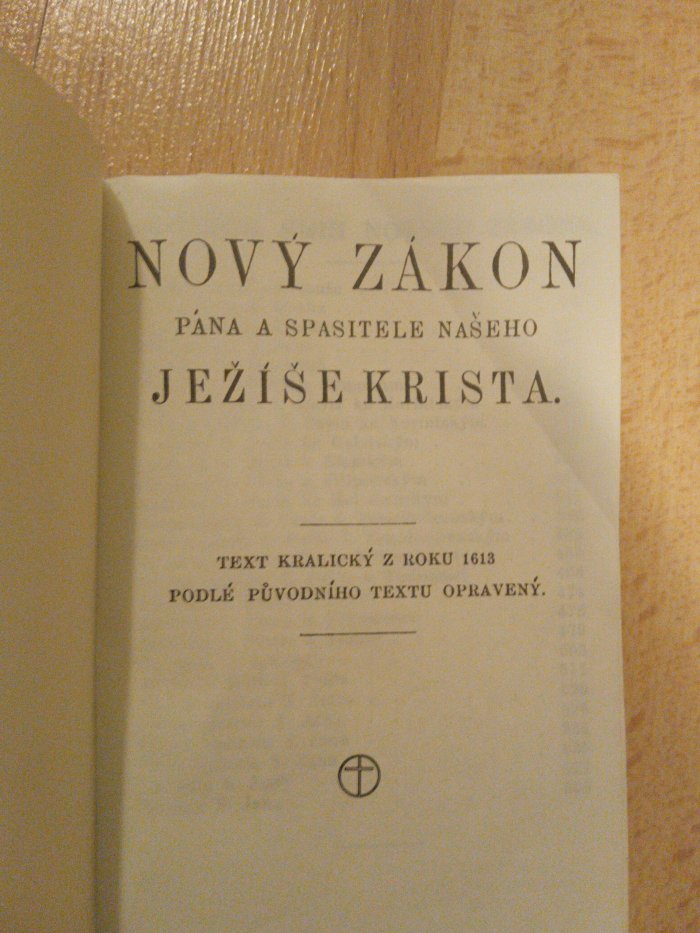 NOVÝ ZÁKON
PÁNA A SPASITELE NAŠEHO
JEŽÍŠE KRISTA.
TEXT KRALICKÝ Z ROKU 1613
PODLÉ PŮVODNÍHO TEXTU OPRAVENÝ.